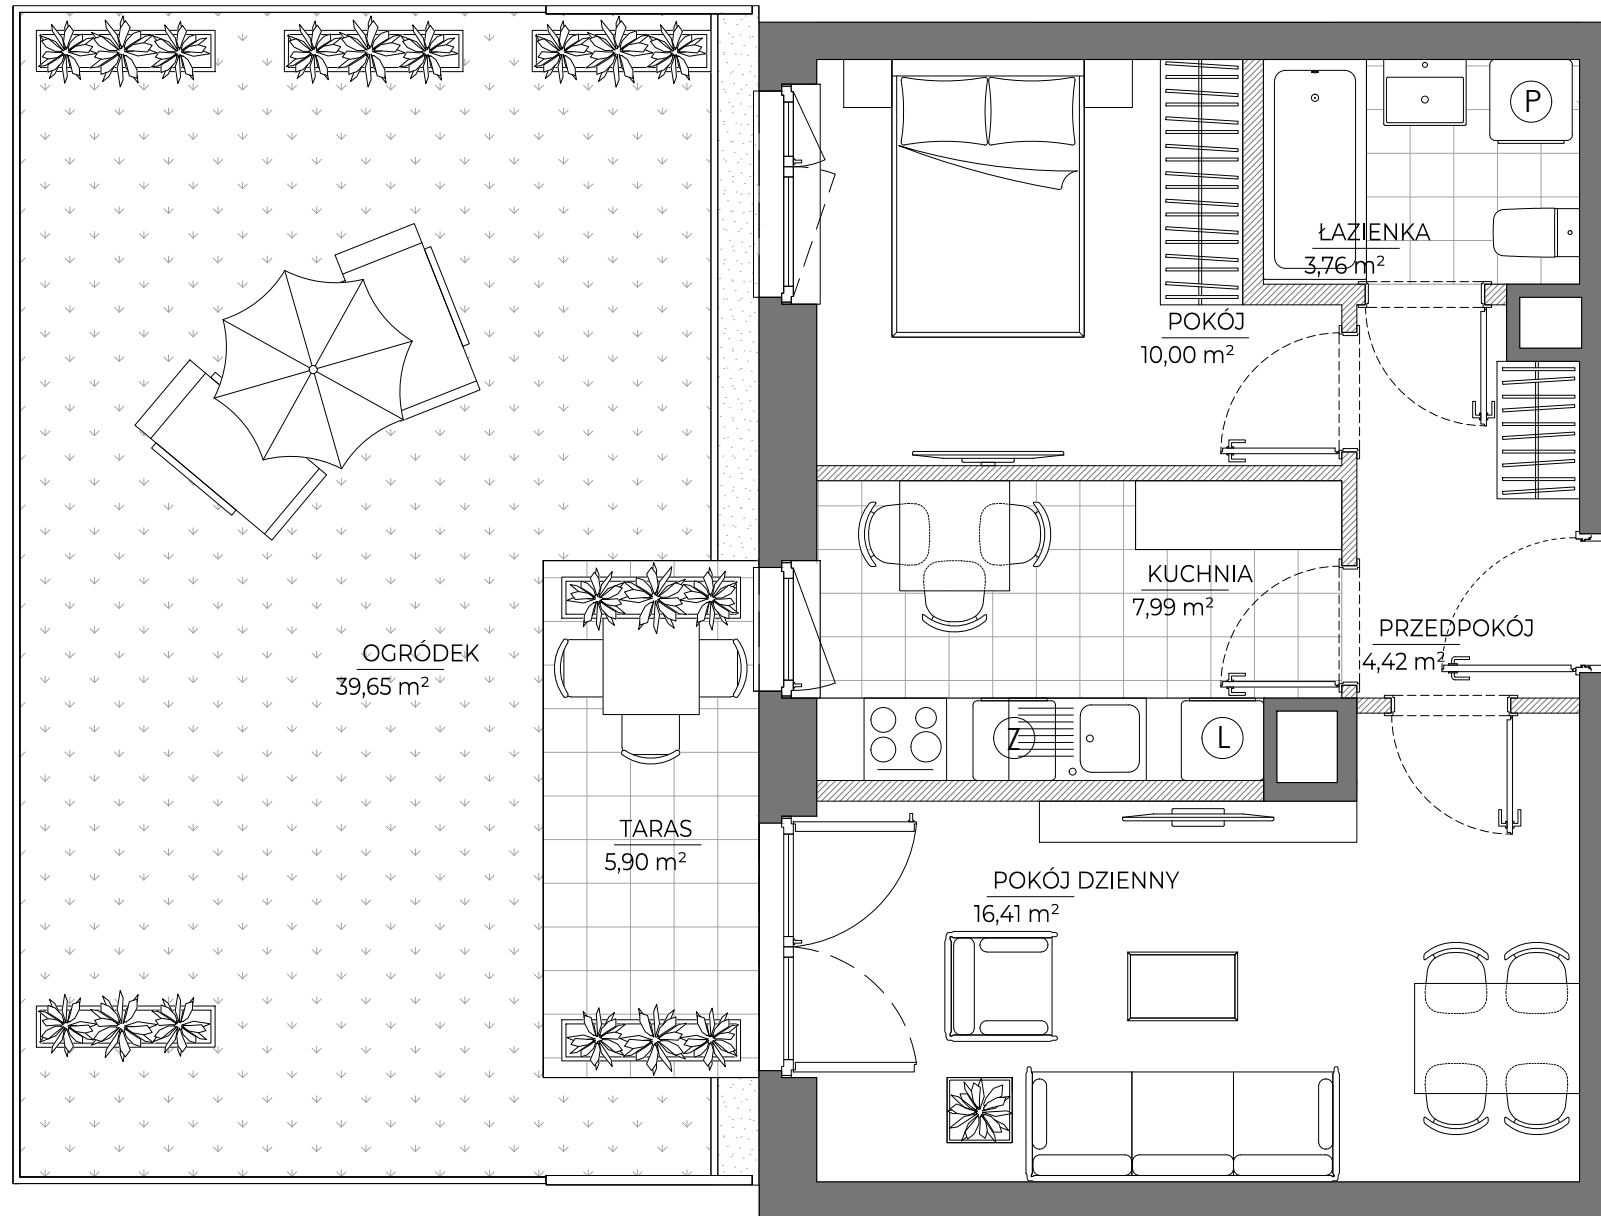 P
ŁAZIENKA
3,76 m²
POKÓJ
10,00 m²
KUCHNIA
7,99 m²
PRZEDPOKÓJ
4,42 m²
OGRÓDEK
39,65 m²
Z
L
TARAS
5,90 m²
POKÓJ DZIENNY
16,41 m²